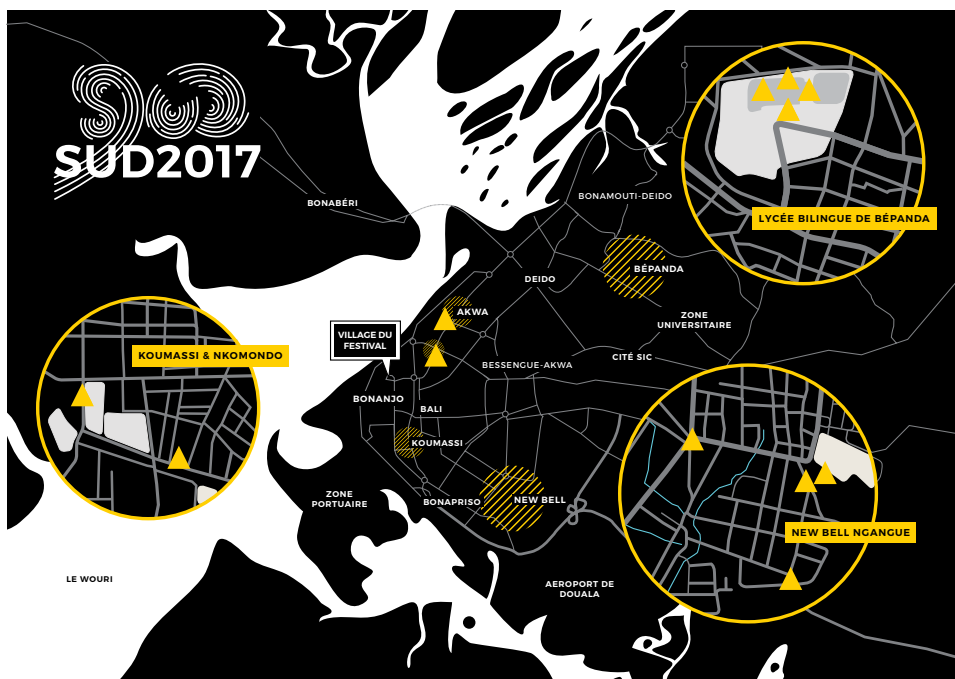 SUD2017
BONABÉRI
BONAMOUTI-DEIDO
LYCÉE BILINGUE DE BÉPANDA
BÉPANDA
DEIDO
AKWA
ZONE
UNIVERSITAIRE
VILLAGE DU
FESTIVAL
KOUMASSI & NKOMONDO
CITÉ SIC
BESSENGUE-AKWA
BONANJO
BALI
KOUMASSI
ZONE
PORTUAIRE
BONAPRISO
NEW BELL
NEW BELL NGANGUE
LE WOURI
AEROPORT DE
DOUALA